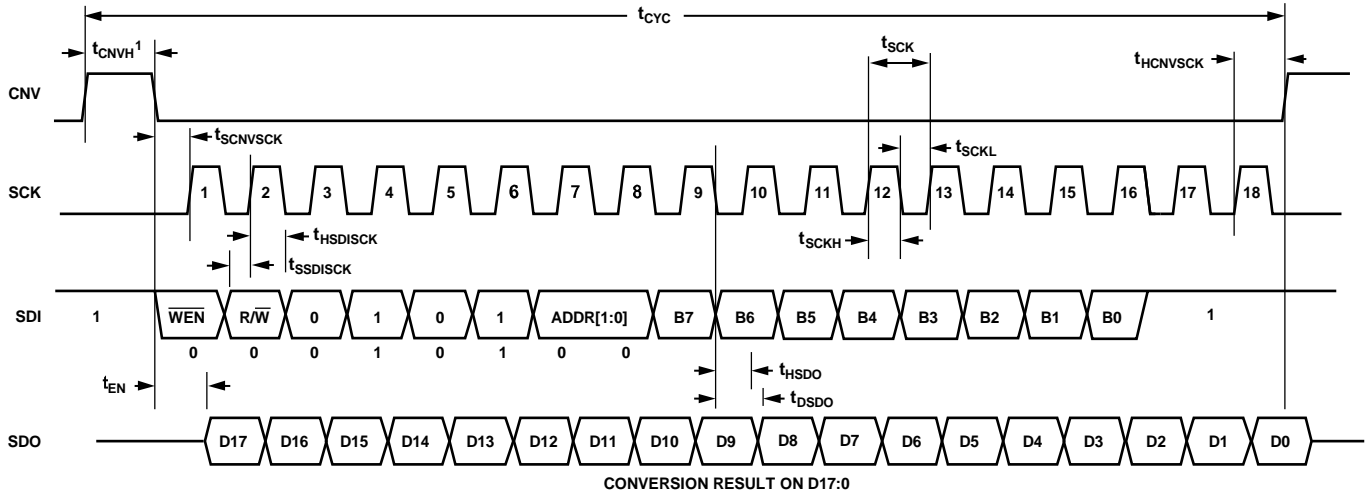 tCYC
tCNVH1
tSCK
tHCNVSCK
CNV
tSCNVSCK
tSCKL
SCK 1 2 3 4 5 6 7 8 9 10 11 12 13 14 15 16 17 18
tHSDISCK
tSCKH
tSSDISCK
SDI 1 WEN R/W 0 1 0 1 ADDR[1:0] B7 B6 B5 B4 B3 B2 B1 B0 1
0 0 0 1 0 1 0 0
tHSDO
tEN
tDSDO
SDO D17 D16 D15 D14 D13 D12 D11 D10 D9 D8 D7 D6 D5 D4 D3 D2 D1 D0
CONVERSION RESULT ON D17:0